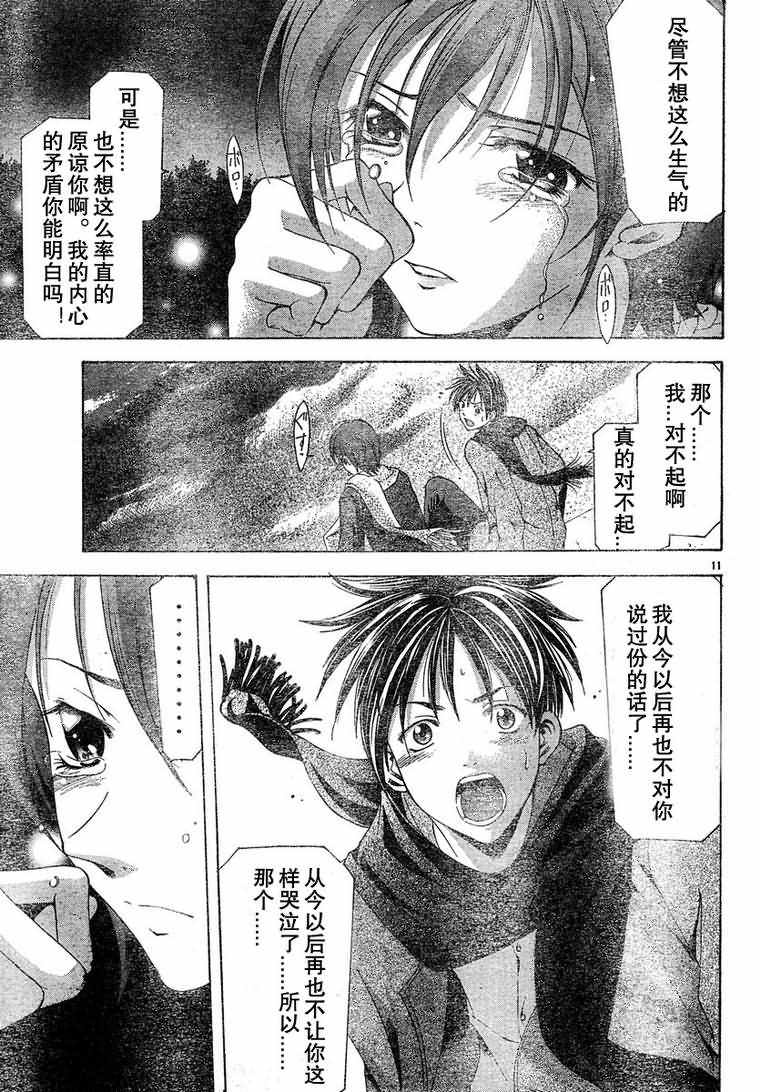 尽管不想这么生气的
可是……
也不想这么率直的
原谅你啊。我的内心
的矛盾你能明白吗！
ポロ…
ポロ…
那个……
我…对不起啊
真的对不起…
ぐす…
11
我从今以后再也不对你
说过份的话了……
从今以后再也不让你这
样哭泣了……所以…
那个……
………